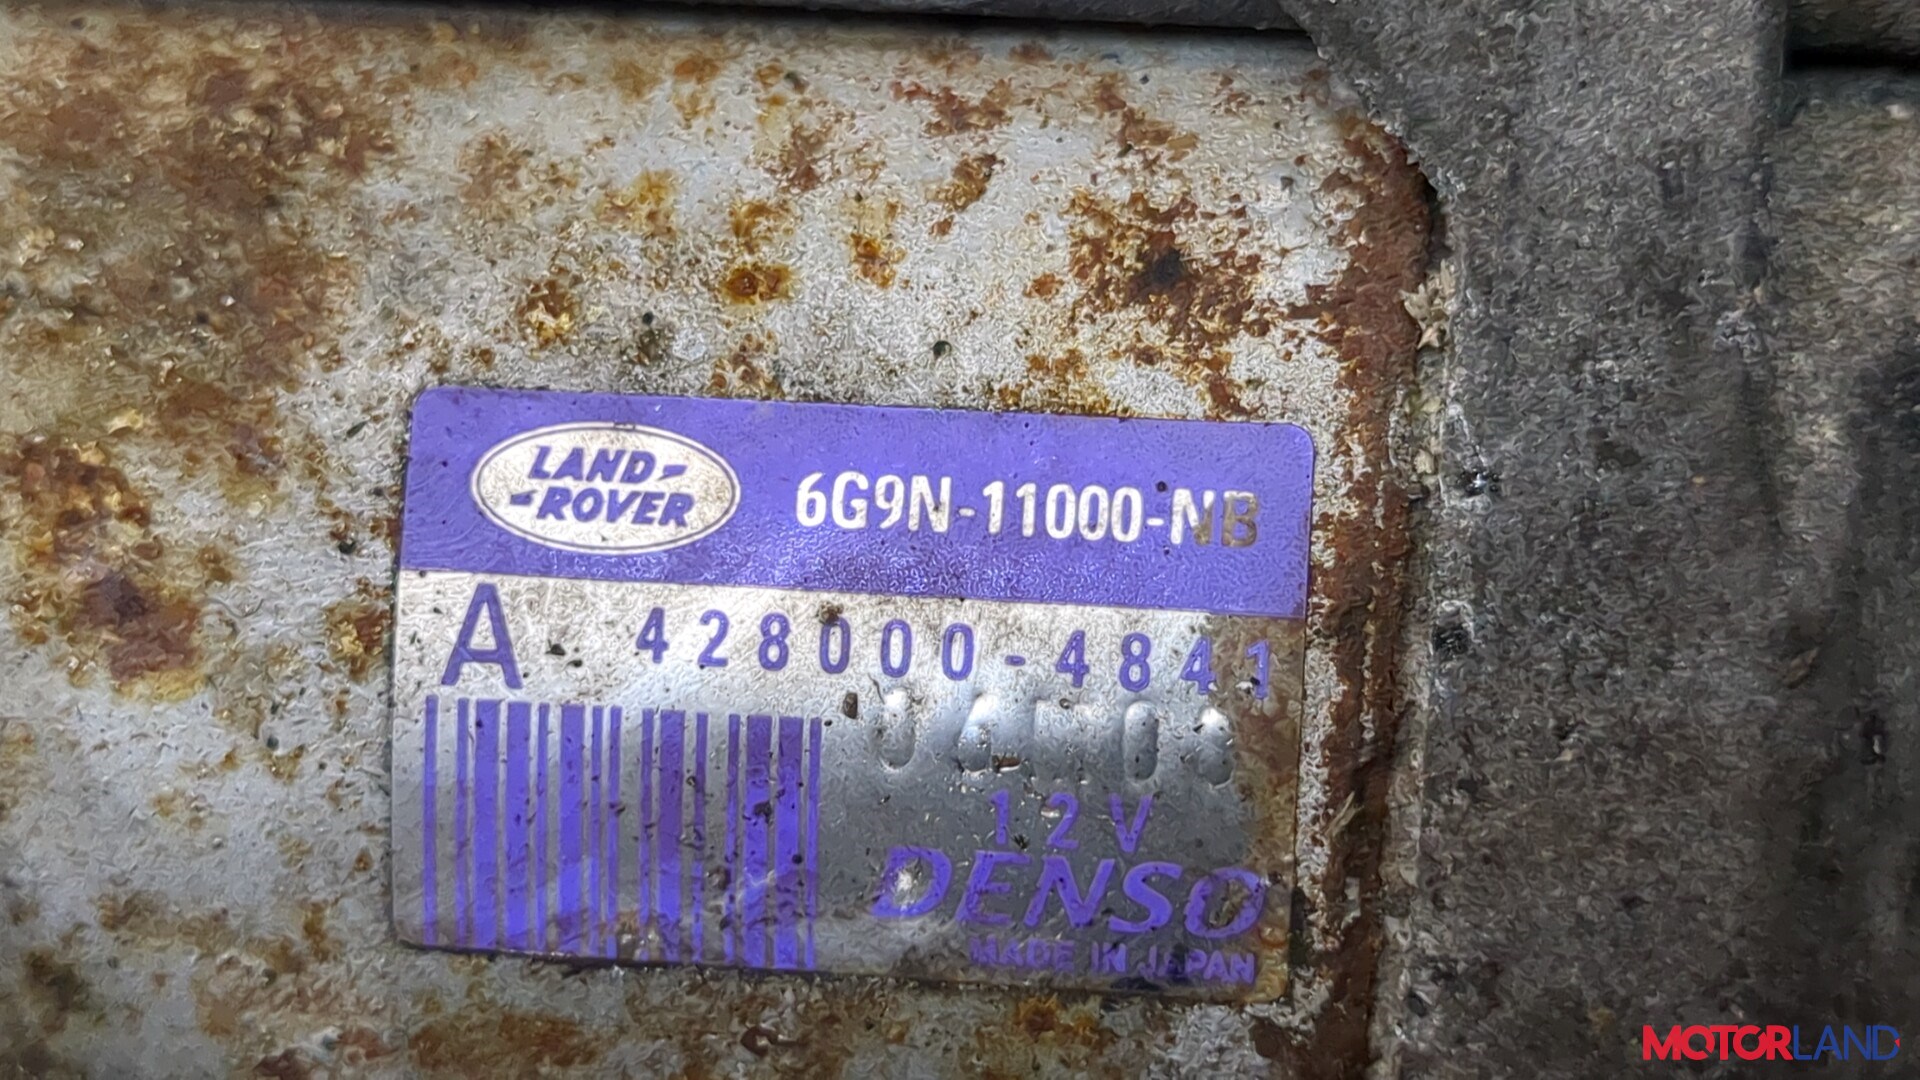 LAND-
-ROVER
6G9N-11000-NB
A 428000-4841
12V
DENSO
MADE IN JAPAN
MOTORLAND